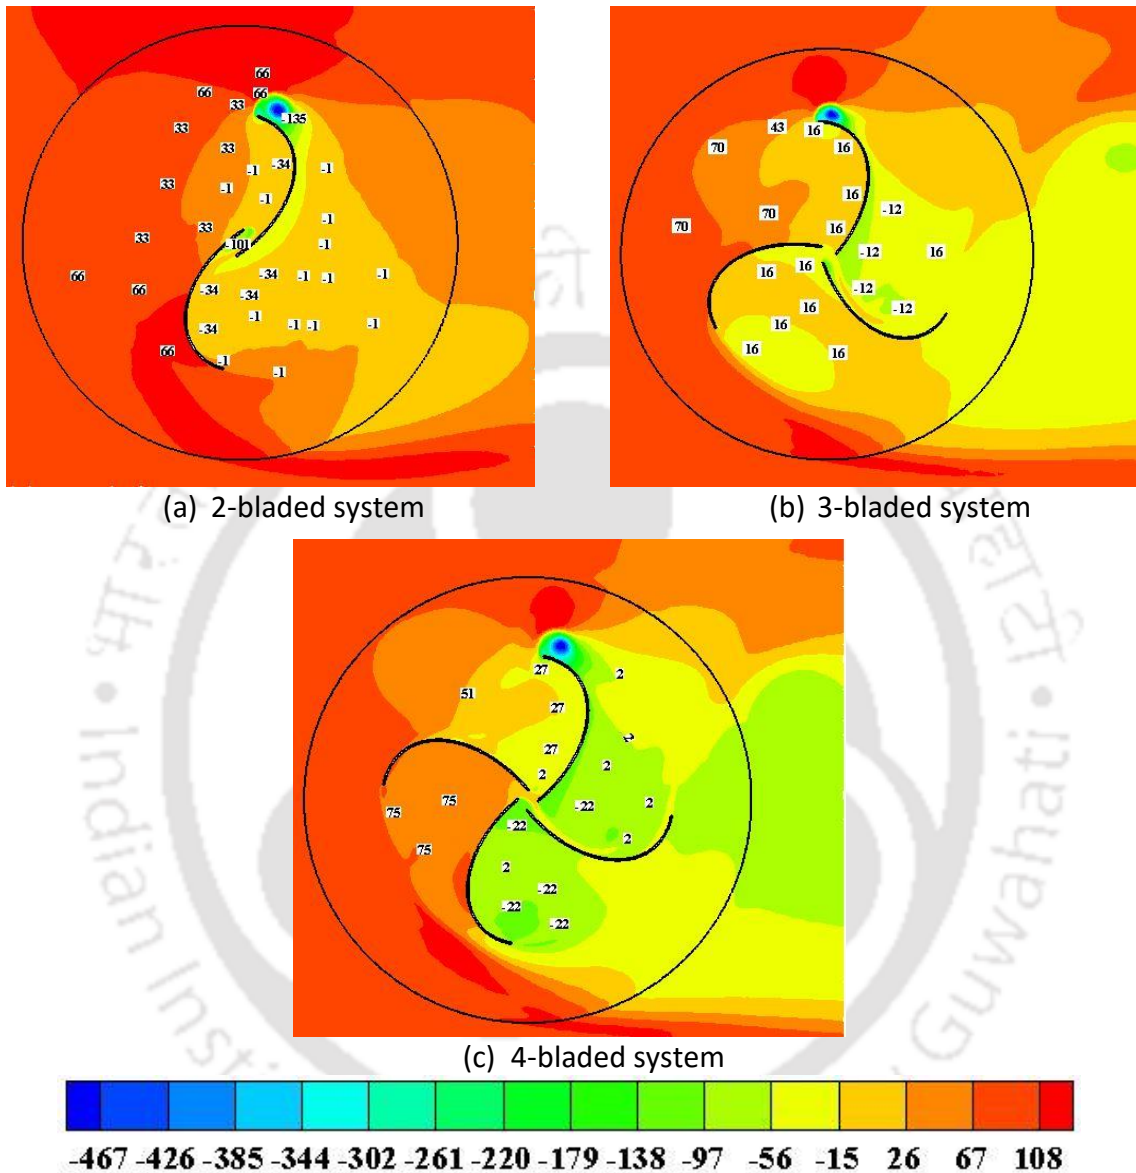 66
66 66
33
-135
33
33
-34 -1 -1
33 -1
-1
-1
33
33 -101 -1
66 -34 -1 -1 -1
66 -34 -34
-1
-34 -1 -1 -1
66
-1
-1
(a) 2-bladed system
43 16
70 16
16
70 -12
70 16
-12 16
16 16
-12
16 -12
16
16 16
(b) 3-bladed system
27 2
51
27
2
27
2
2
75 75 -22 2
75 -22 2
2
-22
-22
-22
(c) 4-bladed system
• Indian Insti
Guwahati •
-467 -426 -385 -344 -302 -261 -220 -179 -138 -97 -56 -15 26 67 108